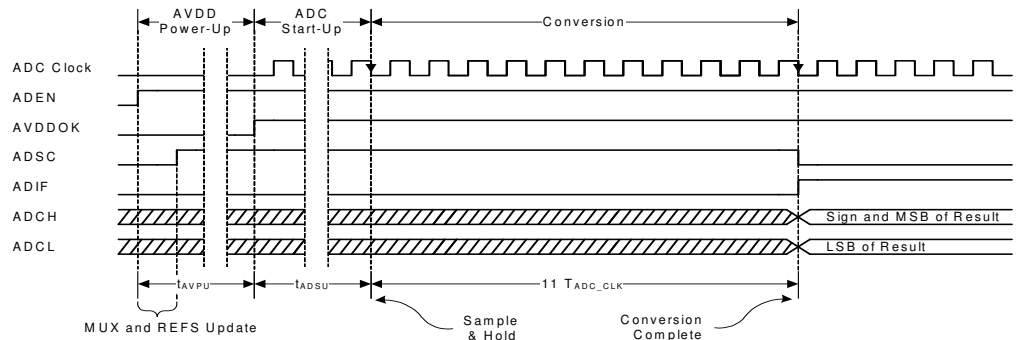 AVDD
Power-Up
ADC
Start-Up
Conversion
ADC Clock
ADEN
AVDDOK
ADSC
ADIF
ADCH
Sign and MSB of Result
ADCL
LSB of Result
tAVPU
tADSU
11 TADC_CLK
MUX and REFS Update
Sample
& Hold
Conversion
Complete